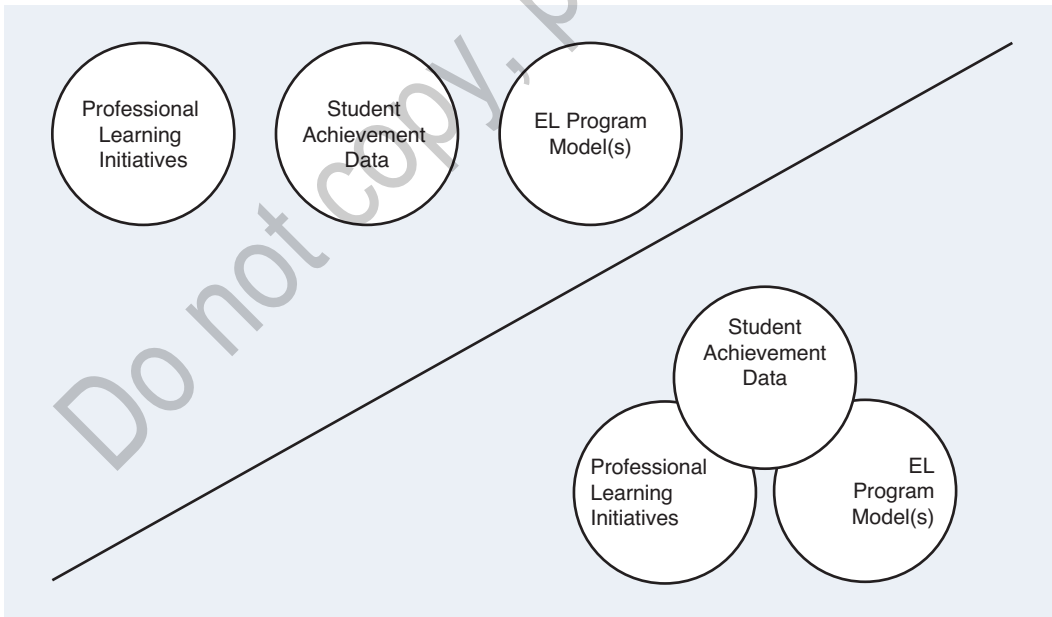 Professional
Learning
Initiatives
Student
Achievement
Data
EL Program
Model(s)
Do not copy, p
Student
Achievement
Data
Professional
Learning
Initiatives
EL
Program
Model(s)